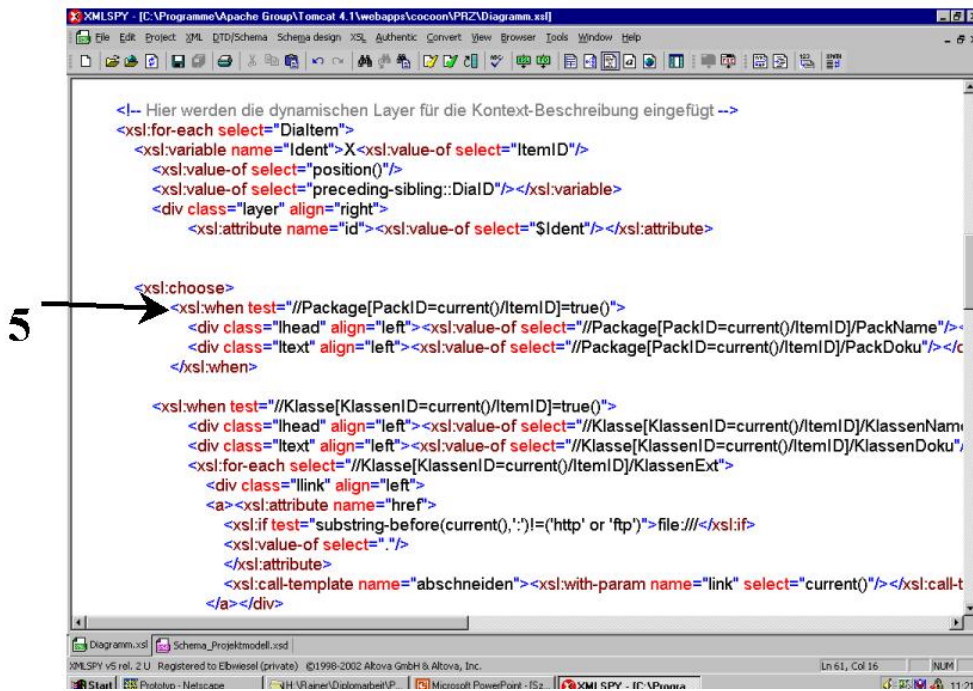 XMLSPY - [C:\Programme\Apache Group\Tomcat 4.1\webapps\cocoon\PRZ\Diagramm.xsl]
File Edit Project XML DTD/Schema Schema design XSL Authentic Convert View Browser Tools Window Help
<!-- Hier werden die dynamischen Layer für die Kontext-Beschreibung eingefügt -->
<xsl:for-each select="DiaItem">
<xsl:variable name="Ident">X<xsl:value-of select="ItemID"/>
<xsl:value-of select="position()"/>
<xsl:value-of select="preceding-sibling::DiaID"/></xsl:variable>
<div class="layer" align="right">
<xsl:attribute name="id"><xsl:value-of select="$Ident"/></xsl:attribute>
<xsl:choose>
5
<xsl:when test="//Package[PackID=current()/ItemID]=true()">
<div class="lhead" align="left"><xsl:value-of select="//Package[PackID=current()/ItemID]/PackName"/><
<div class="ltext" align="left"><xsl:value-of select="//Package[PackID=current()/ItemID]/PackDoku"/></d
</xsl:when>
<xsl:when test="//Klasse[KlassenID=current()/ItemID]=true()">
<div class="lhead" align="left"><xsl:value-of select="//Klasse[KlassenID=current()/ItemID]/KlassenName
<div class="ltext" align="left"><xsl:value-of select="//Klasse[KlassenID=current()/ItemID]/KlassenDoku"/
<xsl:for-each select="//Klasse[KlassenID=current()/ItemID]/KlassenExt">
<div class="llink" align="left">
<a><xsl:attribute name="href">
<xsl:if test="substring-before(current(),':')!=('http' or 'ftp')">file:///</xsl:if>
<xsl:value-of select="."/>
</xsl:attribute>
<xsl:call-template name="abschneiden"><xsl:with-param name="link" select="current()"/></xsl:call-t
</a></div>
Diagramm.xsl Schema_Projektmodell.xsd
XMLSPY v5 rel. 2 U Registered to Elbwiesel (private) ©1998-2002 Altova GmbH & Altova, Inc. Ln 61, Col 16 NUM
Start Prototyp - Netscape H:\Rainer\Diplomarbeit\P... Microsoft PowerPoint - [Sz... XMLSPY - [C:\Progra... 11:21